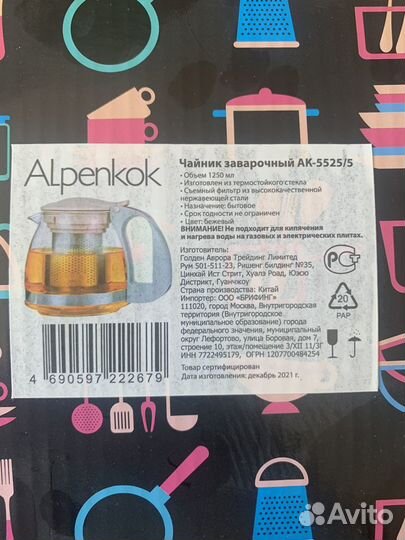 Alpenkok
Чайник заварочный АК-5525/5
• Объем 1250 мл
• Изготовлен из термостойкого стекла
• Съемный фильтр из высококачественной
нержавеющей стали
• Назначение: бытовое
• Срок годности не ограничен
• Цвет: бежевый
ВНИМАНИЕ! Не подходит для кипячения
и нагрева воды на газовых и электрических плитах.
Изготовитель:
Голден Аврора Трейдинг Лимитед
Рум 501-511-23, Ришенг билдинг №35,
Цинхай Ист Стрит, Хуалэ Роад, Юэсю
Дистрикт, Гуанчжоу
Страна производства: Китай
Импортер: ООО «БРИФИНГ»
111020, город Москва, Внутригородская
территория (Внутригородское
муниципальное образование) города
федерального значения, муниципальный
округ Лефортово, улица Боровая, дом 7,
строение 10, этаж/помещение 3/XII 11/3Г
ИНН 7722495179, ОГРН 1207700484254
Товар сертифицирован
Дата изготовления: декабрь 2021 г.
20
PAP
4 690597 222679
Avito